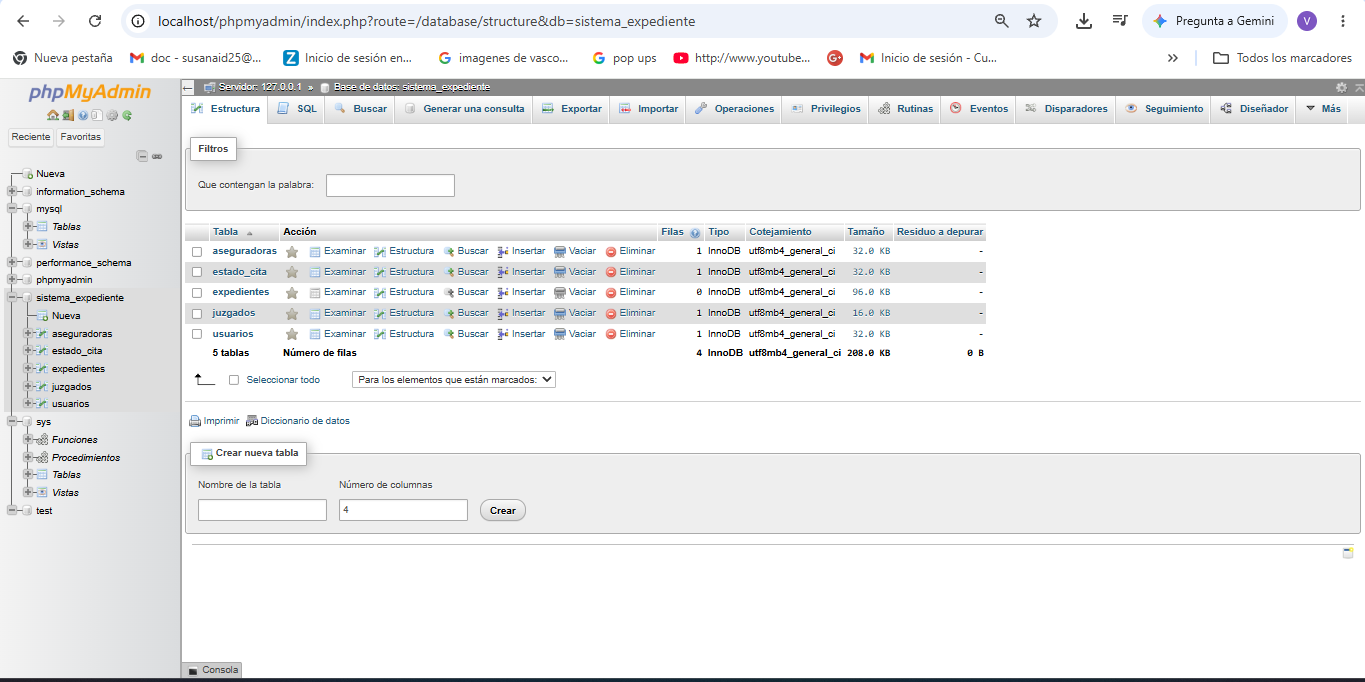 localhost/phpmyadmin/index.php?route=/database/structure&db=sistema_expediente
Pregunta a Gemini
V
Nueva pestaña
doc - susanaid25@...
Z
Inicio de sesión en...
G
imagenes de vasco...
G
pop ups
http://www.youtube...
G+
Inicio de sesión - Cu...
»
Todos los marcadores
phpMyAdmin
Reciente
Favoritas
Nueva
information_schema
mysql
Tablas
Vistas
performance_schema
phpmyadmin
sistema_expediente
Nueva
aseguradoras
estado_cita
expedientes
juzgados
usuarios
sys
Funciones
Procedimientos
Tablas
Vistas
test
Servidor: 127.0.0.1 » Base de datos: sistema_expediente
Estructura SQL Buscar Generar una consulta Exportar Importar Operaciones Privilegios Rutinas Eventos Disparadores Seguimiento Diseñador Más
Filtros
Que contengan la palabra:
Tabla Acción Filas Tipo Cotejamiento Tamaño Residuo a depurar
aseguradoras Examinar Estructura Buscar Insertar Vaciar Eliminar 1 InnoDB utf8mb4_general_ci 32.0 KB -
estado_cita Examinar Estructura Buscar Insertar Vaciar Eliminar 1 InnoDB utf8mb4_general_ci 32.0 KB -
expedientes Examinar Estructura Buscar Insertar Vaciar Eliminar 0 InnoDB utf8mb4_general_ci 96.0 KB -
juzgados Examinar Estructura Buscar Insertar Vaciar Eliminar 1 InnoDB utf8mb4_general_ci 16.0 KB -
usuarios Examinar Estructura Buscar Insertar Vaciar Eliminar 1 InnoDB utf8mb4_general_ci 32.0 KB -
5 tablas Número de filas 4 InnoDB utf8mb4_general_ci 208.0 KB 0 B
Seleccionar todo Para los elementos que están marcados:
Imprimir Diccionario de datos
Crear nueva tabla
Nombre de la tabla Número de columnas
4 Crear
Consola